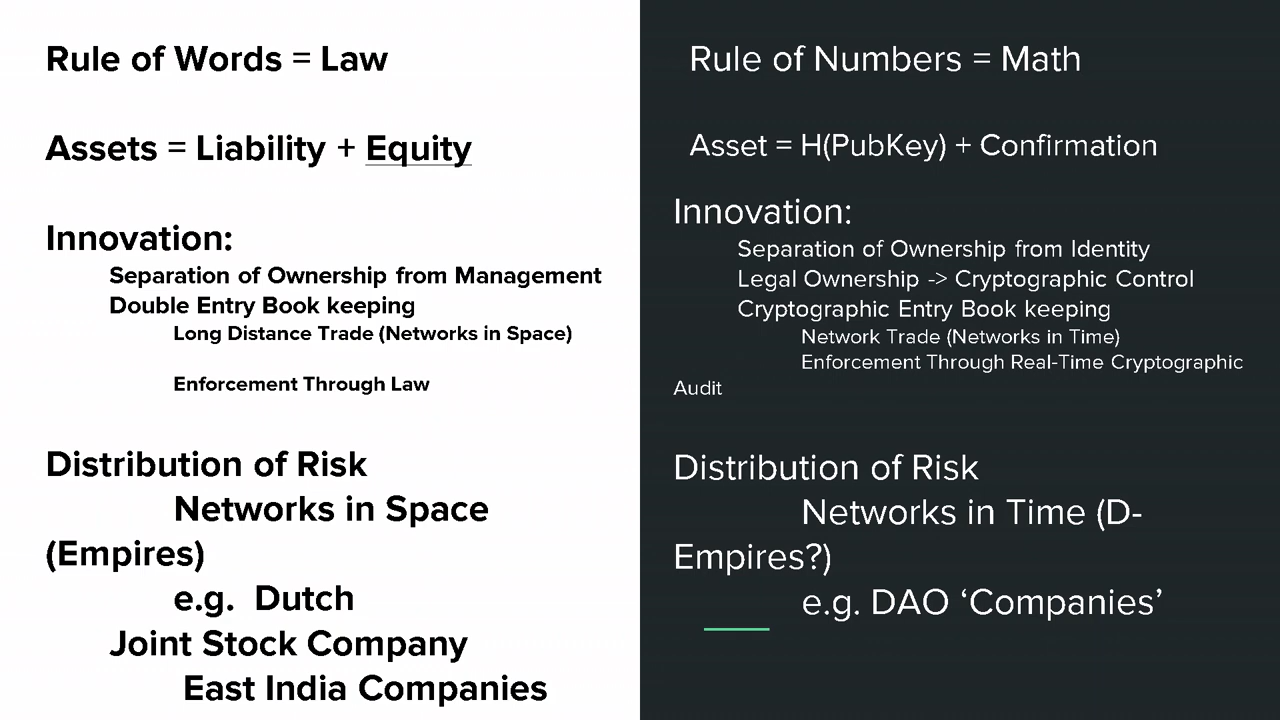 Rule of Words = Law
Assets = Liability + Equity
Innovation:
Separation of Ownership from Management
Double Entry Book keeping
Long Distance Trade (Networks in Space)
Enforcement Through Law
Distribution of Risk
Networks in Space
(Empires)
e.g. Dutch
Joint Stock Company
East India Companies
Rule of Numbers = Math
Asset = H(PubKey) + Confirmation
Innovation:
Separation of Ownership from Identity
Legal Ownership -> Cryptographic Control
Cryptographic Entry Book keeping
Network Trade (Networks in Time)
Enforcement Through Real-Time Cryptographic
Audit
Distribution of Risk
Networks in Time (D-
Empires?)
e.g. DAO ‘Companies’